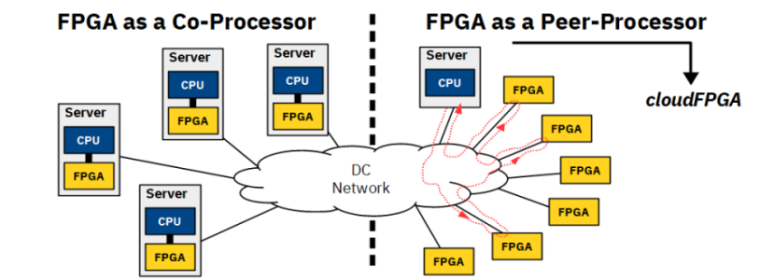 FPGA as a Co-Processor
FPGA as a Peer-Processor
Server
CPU
FPGA
Server
CPU
FPGA
Server
CPU
FPGA
Server
CPU
FPGA
DC
Network
Server
CPU
FPGA
FPGA
FPGA
FPGA
FPGA
FPGA
cloudFPGA